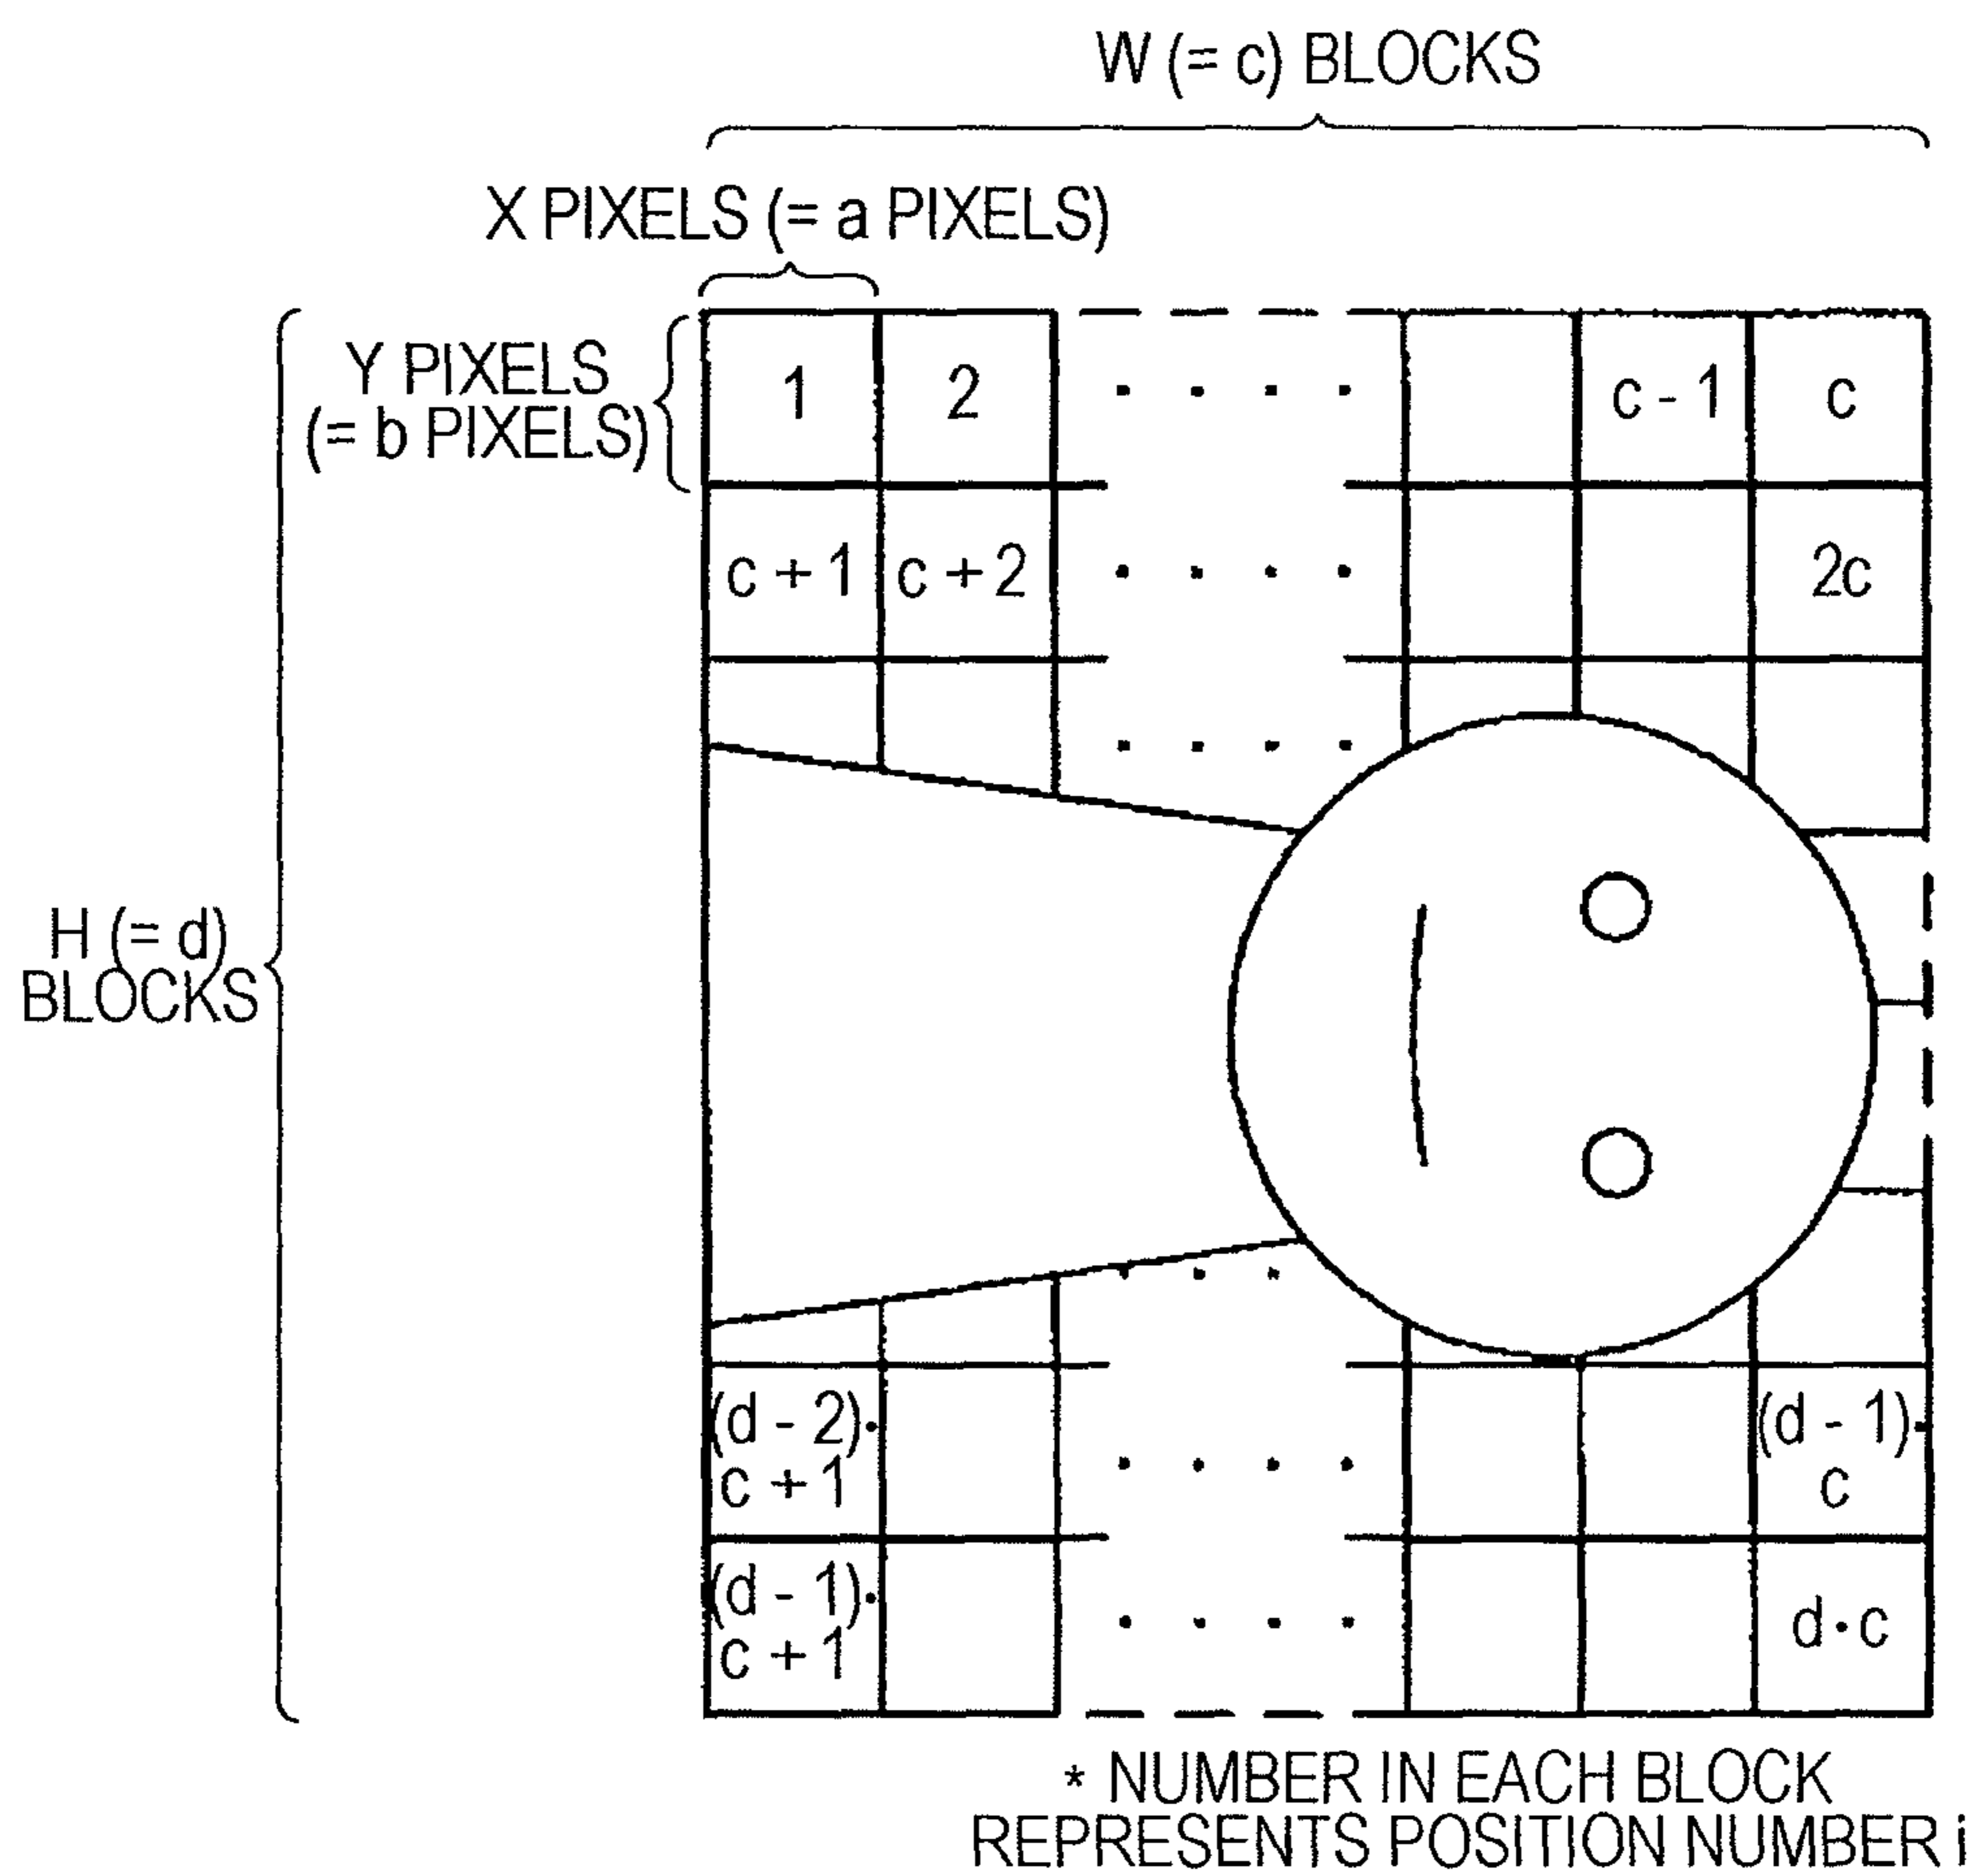 W (= c) BLOCKS
X PIXELS (= a PIXELS)
Y PIXELS
(= b PIXELS)
1 2 · · · · c - 1 c
c + 1 c + 2 · · · · 2c
· · · ·
H (= d)
BLOCKS
· · ·
(d - 2)·
c + 1
· · · ·
(d - 1)·
c
(d - 1)·
c + 1
· · · ·
d·c
* NUMBER IN EACH BLOCK
REPRESENTS POSITION NUMBER i